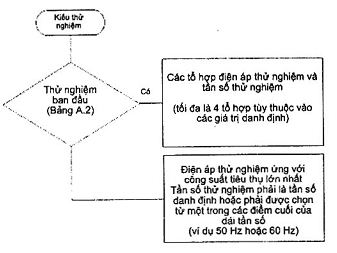 Kiểu thử
nghiệm
Thử nghiệm
ban đầu
(Bảng A.2)
Có
Các tổ hợp điện áp thử nghiệm và
tần số thử nghiệm
(tối đa là 4 tổ hợp tùy thuộc vào
các giá trị danh định)
Điện áp thử nghiệm ứng với
công suất tiêu thụ lớn nhất
Tần số thử nghiệm phải là tần số
danh định hoặc phải được chọn
từ một trong các điểm cuối của
dải tần số
(ví dụ 50 Hz hoặc 60 Hz)